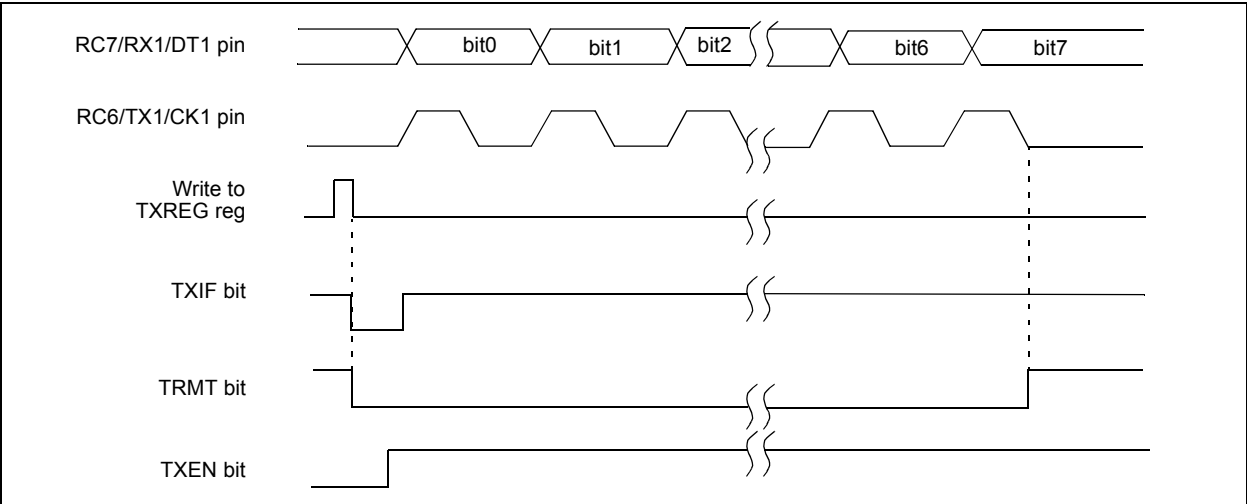 RC7/RX1/DT1 pin
bit0
bit1
bit2
bit6
bit7
RC6/TX1/CK1 pin
Write to
TXREG reg
TXIF bit
TRMT bit
TXEN bit